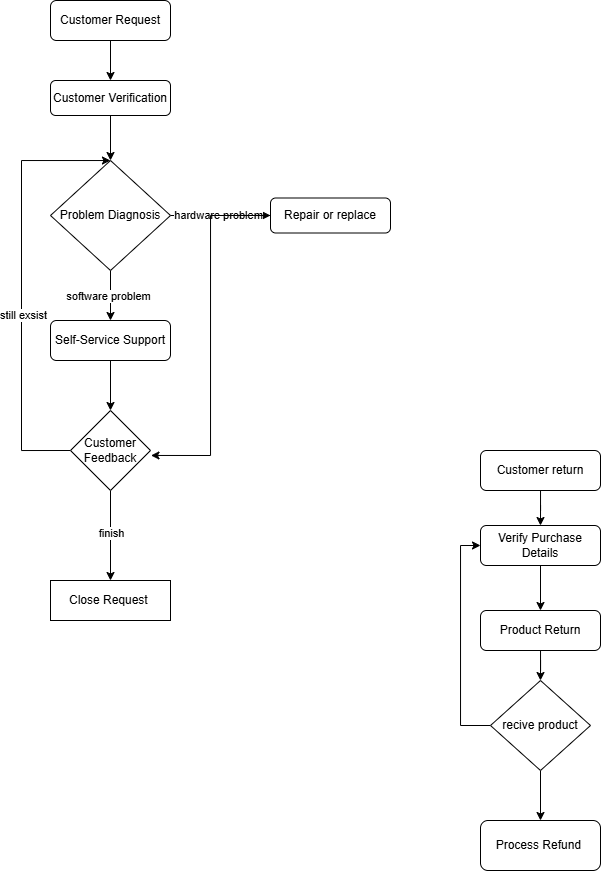 Customer Request
Customer Verification
Problem Diagnosis
hardware problem
Repair or replace
software problem
still exsist
Self-Service Support
Customer
Feedback
finish
Close Request
Customer return
Verify Purchase
Details
Product Return
recive product
Process Refund